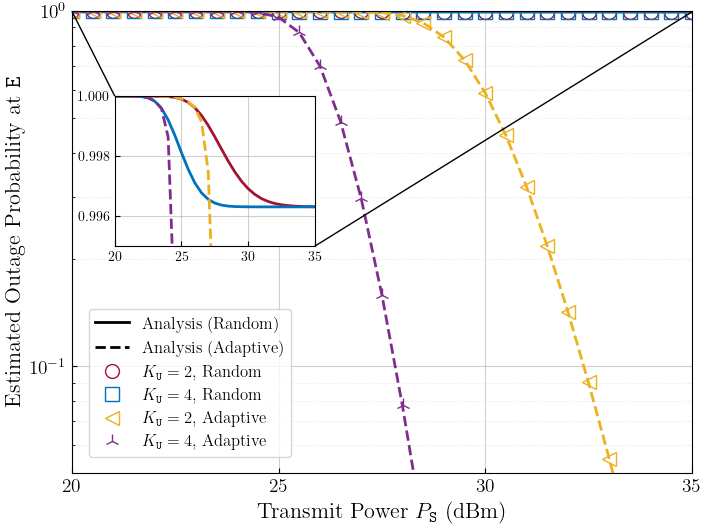 Estimated Outage Probability at E
10⁰
10⁻¹
1.000
0.998
0.996
20 25 30 35
Analysis (Random)
Analysis (Adaptive)
K_U = 2, Random
K_U = 4, Random
K_U = 2, Adaptive
K_U = 4, Adaptive
20 25 30 35
Transmit Power P_S (dBm)